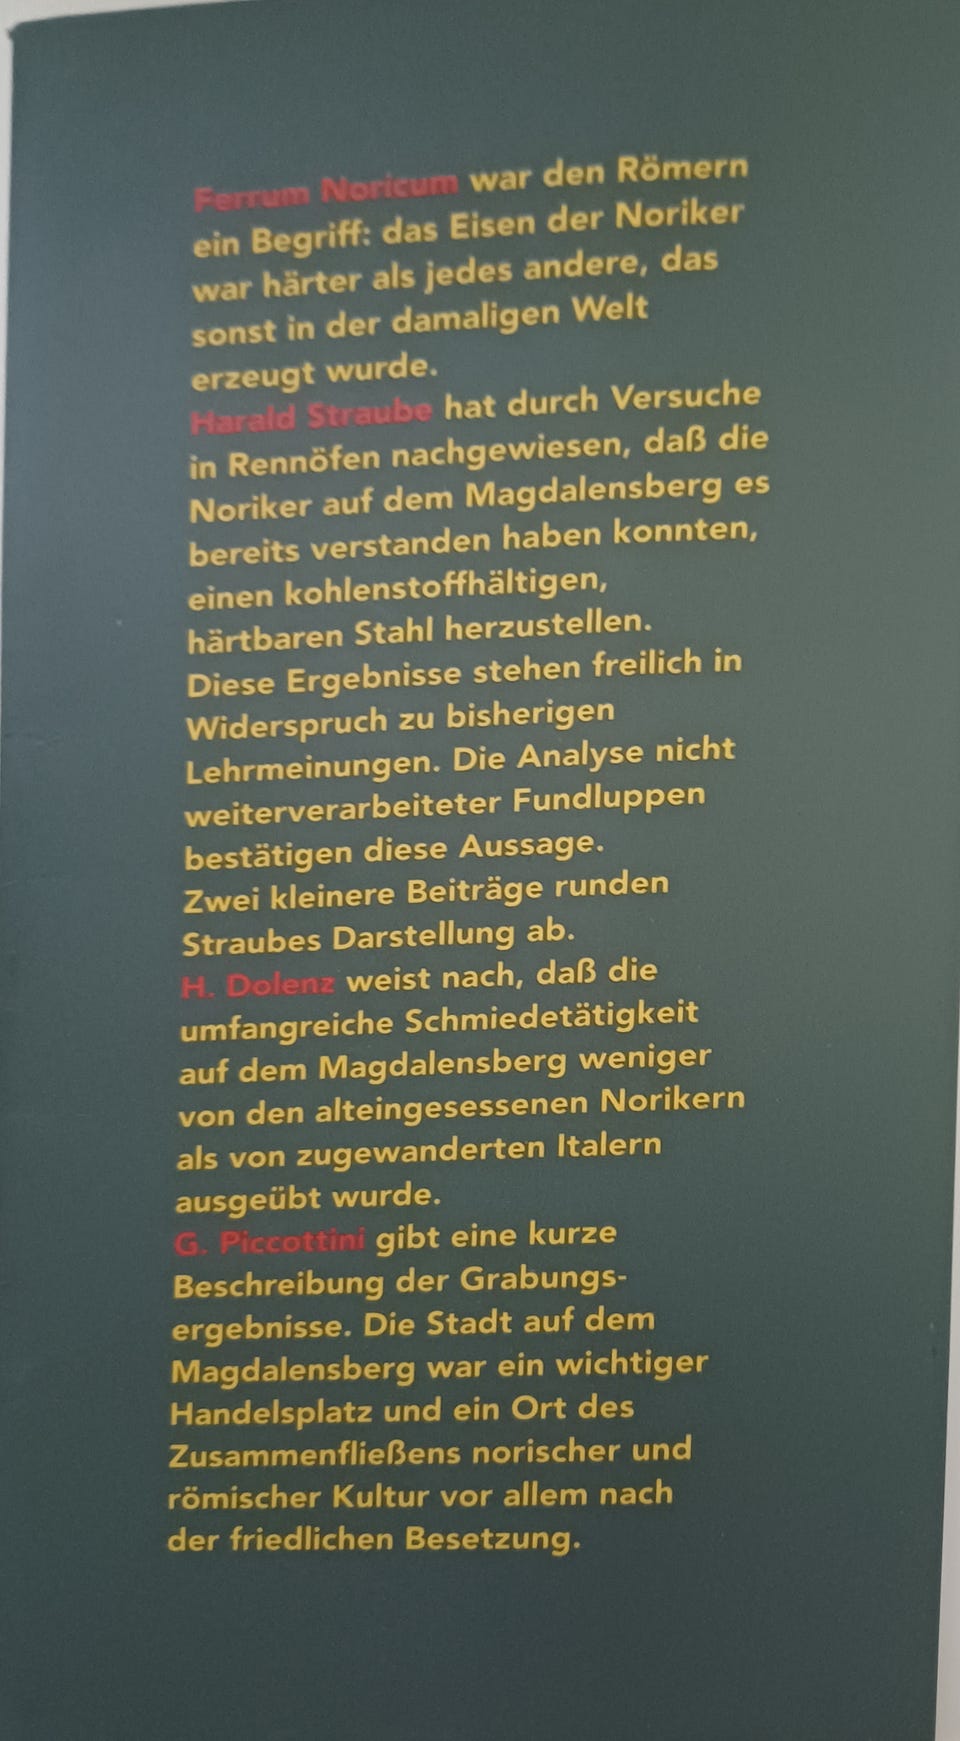 Ferrum Noricum war den Römern
ein Begriff: das Eisen der Noriker
war härter als jedes andere, das
sonst in der damaligen Welt
erzeugt wurde.
Harald Straube hat durch Versuche
in Rennöfen nachgewiesen, daß die
Noriker auf dem Magdalensberg es
bereits verstanden haben konnten,
einen kohlenstoffhältigen,
härtbaren Stahl herzustellen.
Diese Ergebnisse stehen freilich in
Widerspruch zu bisherigen
Lehrmeinungen. Die Analyse nicht
weiterverarbeiteter Fundluppen
bestätigen diese Aussage.
Zwei kleinere Beiträge runden
Straubes Darstellung ab.
H. Dolenz weist nach, daß die
umfangreiche Schmiedetätigkeit
auf dem Magdalensberg weniger
von den alteingesessenen Norikern
als von zugewanderten Italern
ausgeübt wurde.
G. Piccottini gibt eine kurze
Beschreibung der Grabungs-
ergebnisse. Die Stadt auf dem
Magdalensberg war ein wichtiger
Handelsplatz und ein Ort des
Zusammenfließens norischer und
römischer Kultur vor allem nach
der friedlichen Besetzung.